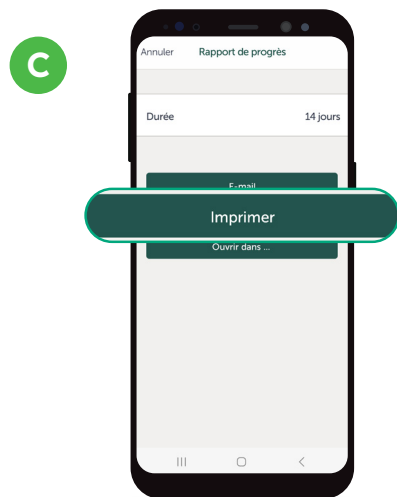 C
Annuler Rapport de progrès
Durée 14 jours
E-mail
Imprimer
Ouvrir dans ...